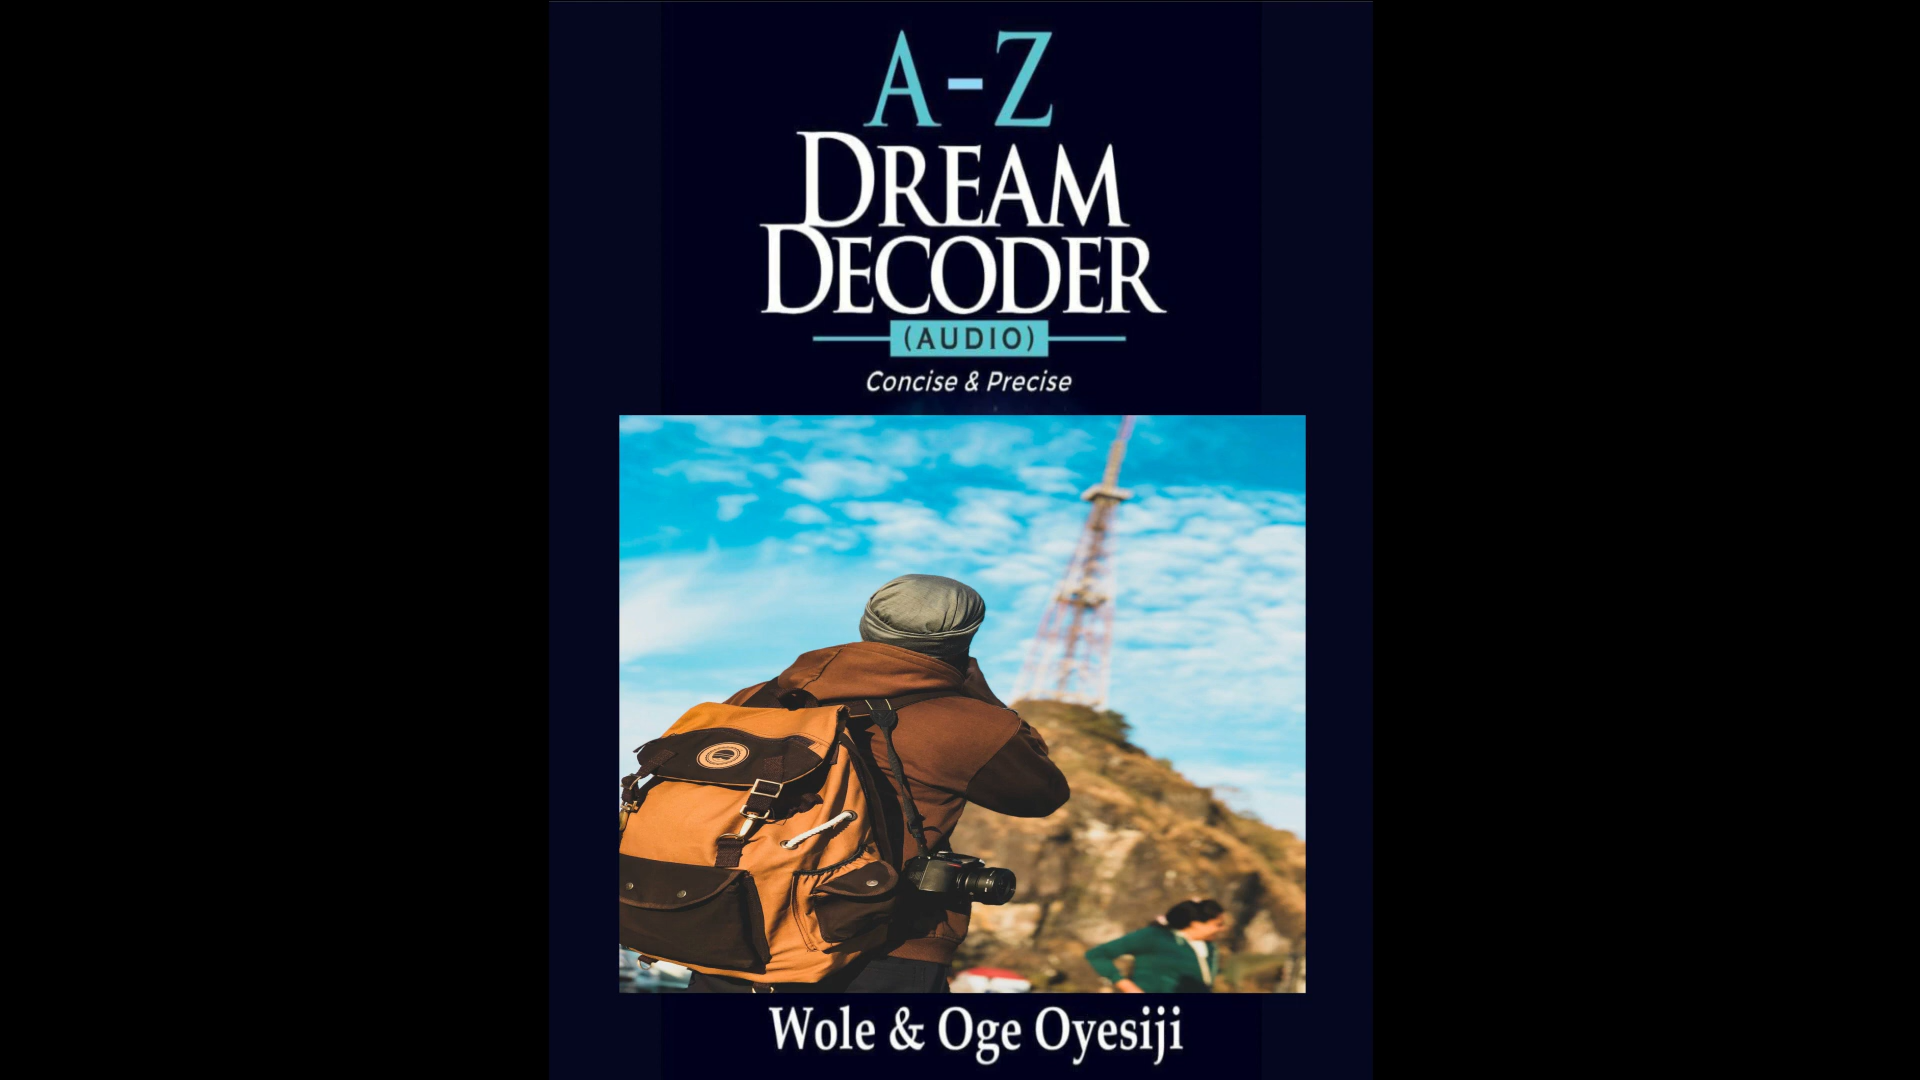 A-Z
DREAM
DECODER
(AUDIO)
Concise & Precise
Wole & Oge Oyesiji